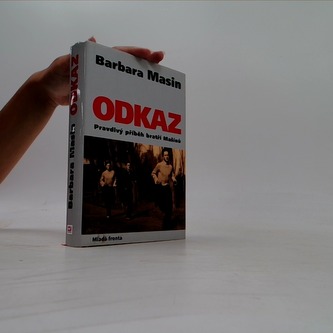 Barbara Masin
ODKAZ
Pravdivý příběh bratří Mašínů
Mladá fronta
Barbara Masin ODKAZ